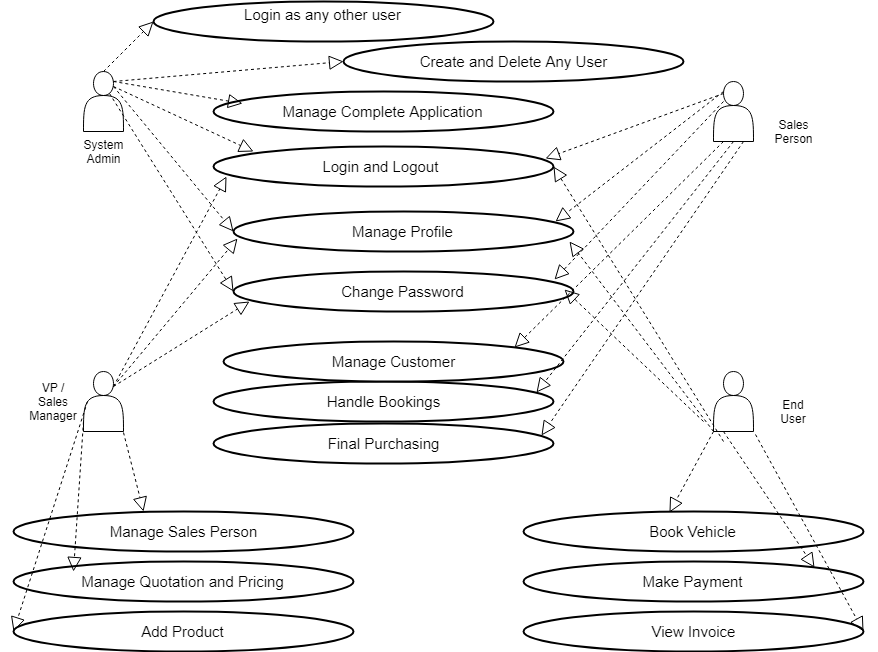 Login as any other user
Create and Delete Any User
Manage Complete Application
System
Admin
Sales
Person
Login and Logout
Manage Profile
Change Password
Manage Customer
VP /
Sales
Manager
Handle Bookings
End
User
Final Purchasing
Manage Sales Person
Book Vehicle
Manage Quotation and Pricing
Make Payment
Add Product
View Invoice